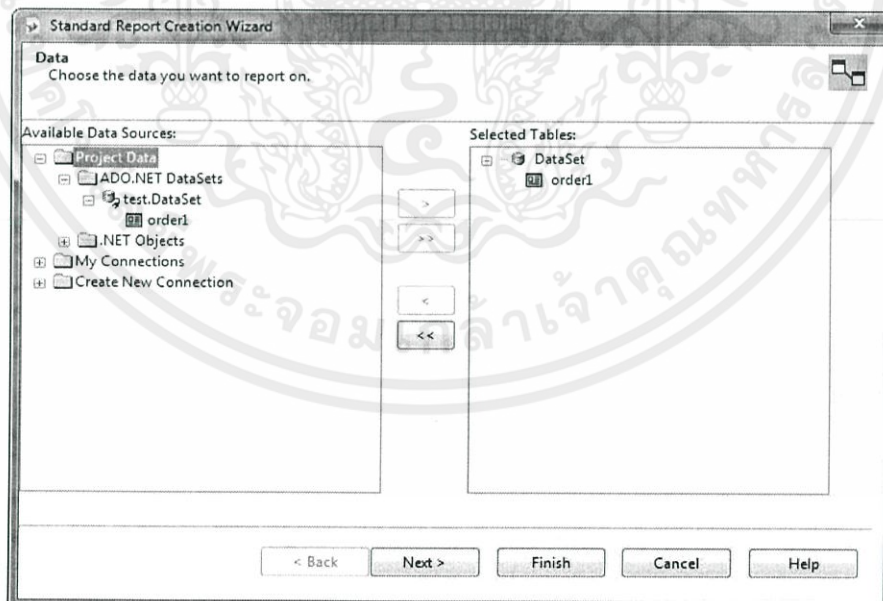 Standard Report Creation Wizard
Data
Choose the data you want to report on.
Available Data Sources:
Project Data
ADO.NET DataSets
test.DataSet
order1
.NET Objects
My Connections
Create New Connection
>
>>
<
<<
Selected Tables:
DataSet
order1
< Back
Next >
Finish
Cancel
Help